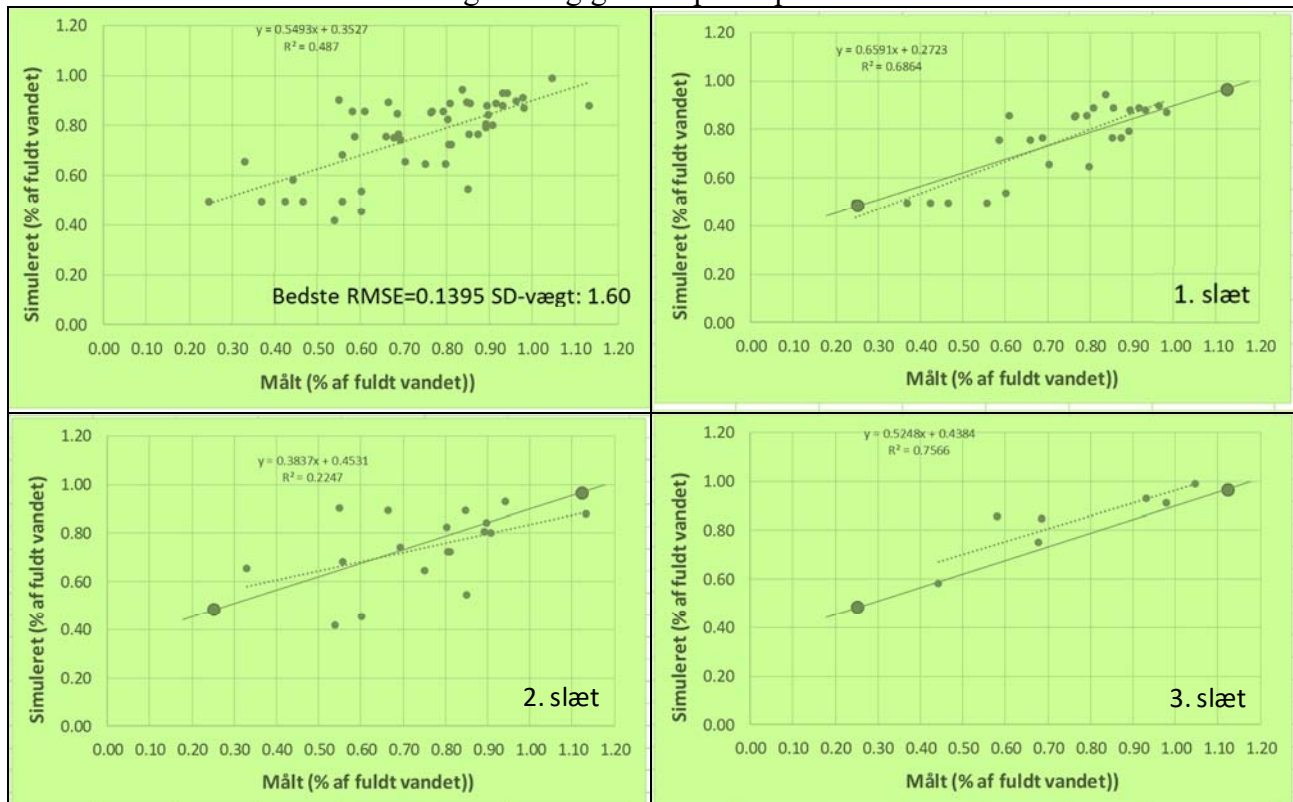 y = 0.5493x + 0.3527
R² = 0.487
Simuleret (% af fuldt vandet)
1.20
1.00
0.80
0.60
0.40
0.20
0.00
Bedste RMSE=0.1395 SD-vægt: 1.60
0.00 0.10 0.20 0.30 0.40 0.50 0.60 0.70 0.80 0.90 1.00 1.10 1.20
Målt (% af fuldt vandet))
y = 0.6591x + 0.2723
R² = 0.6864
Simuleret (% af fuldt vandet)
1.20
1.00
0.80
0.60
0.40
0.20
0.00
1. slæt
0.00 0.10 0.20 0.30 0.40 0.50 0.60 0.70 0.80 0.90 1.00 1.10 1.20
Målt (% af fuldt vandet))
y = 0.3837x + 0.4531
R² = 0.2247
Simuleret (% af fuldt vandet)
1.20
1.00
0.80
0.60
0.40
0.20
0.00
2. slæt
0.00 0.10 0.20 0.30 0.40 0.50 0.60 0.70 0.80 0.90 1.00 1.10 1.20
Målt (% af fuldt vandet))
y = 0.5248x + 0.4384
R² = 0.7566
Simuleret (% af fuldt vandet)
1.20
1.00
0.80
0.60
0.40
0.20
0.00
3. slæt
0.00 0.10 0.20 0.30 0.40 0.50 0.60 0.70 0.80 0.90 1.00 1.10 1.20
Målt (% af fuldt vandet))